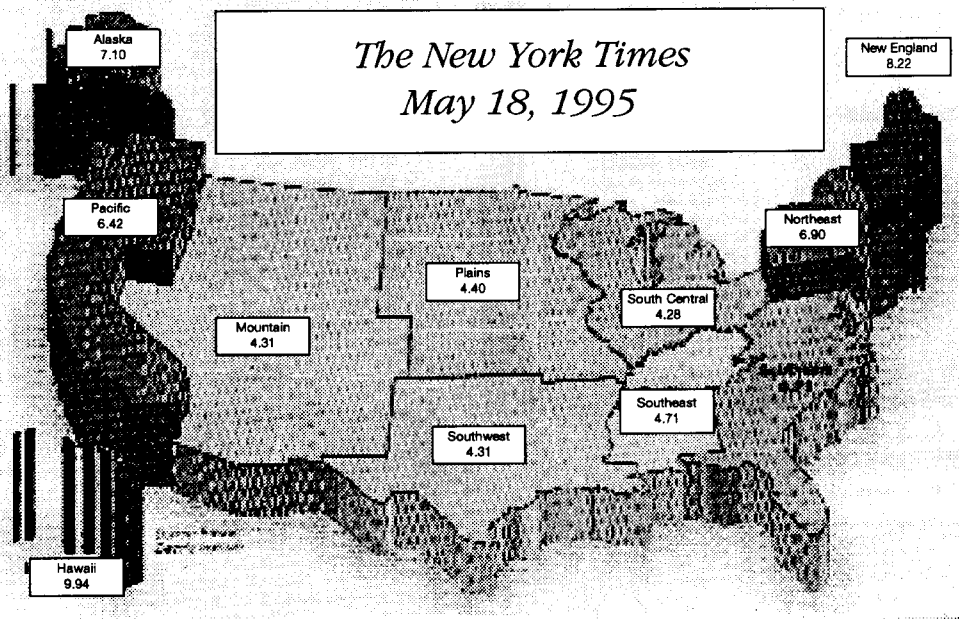 Alaska
7.10
The New York Times
May 18, 1995
New England
8.22
Pacific
6.42
Northeast
6.90
Plains
4.40
South Central
4.28
Mountain
4.31
Southeast
4.71
Southwest
4.31
Hawaii
9.94